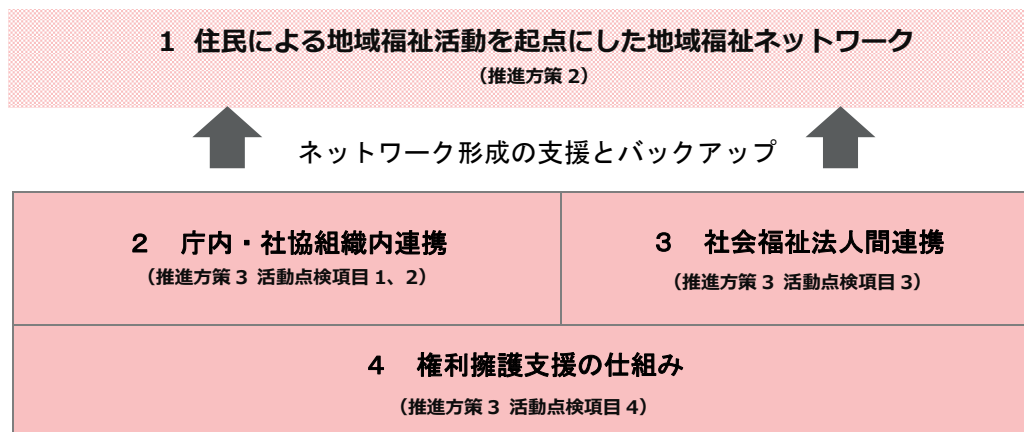 1 住民による地域福祉活動を起点にした地域福祉ネットワーク
（推進方策 2）
ネットワーク形成の支援とバックアップ
２　庁内・社協組織内連携
（推進方策 3 活動点検項目 1、2）
３　社会福祉法人間連携
（推進方策 3 活動点検項目 3）
４　権利擁護支援の仕組み
（推進方策 3 活動点検項目 4）